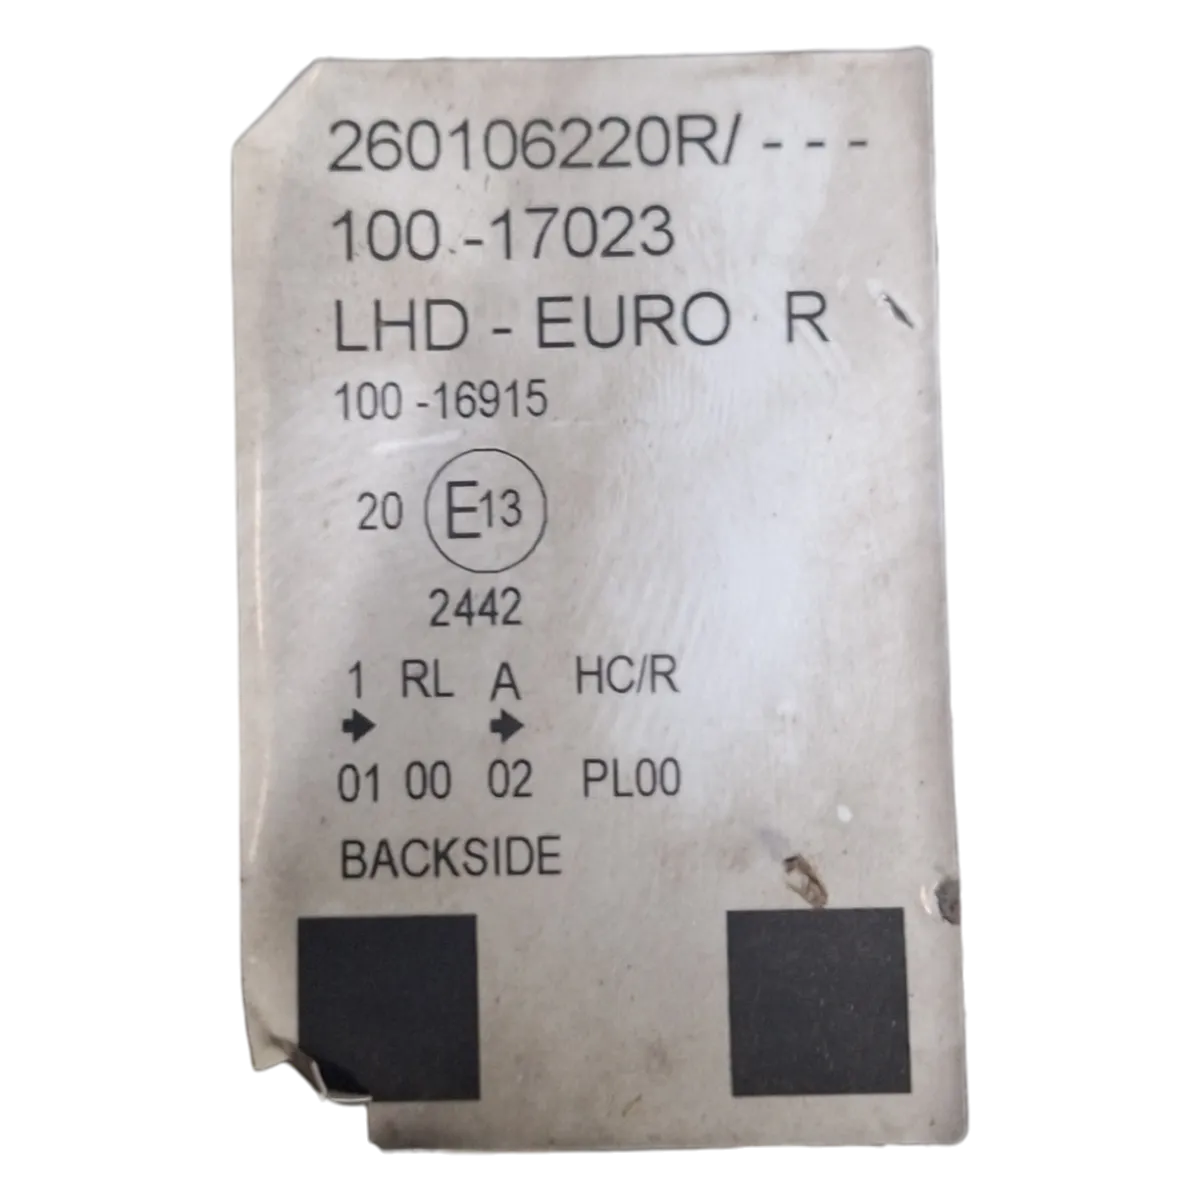 260106220R/ - - -
100 -17023
LHD - EURO R
100 -16915
20 E13
2442
1 RL A HC/R
01 00 02 PL00
BACKSIDE